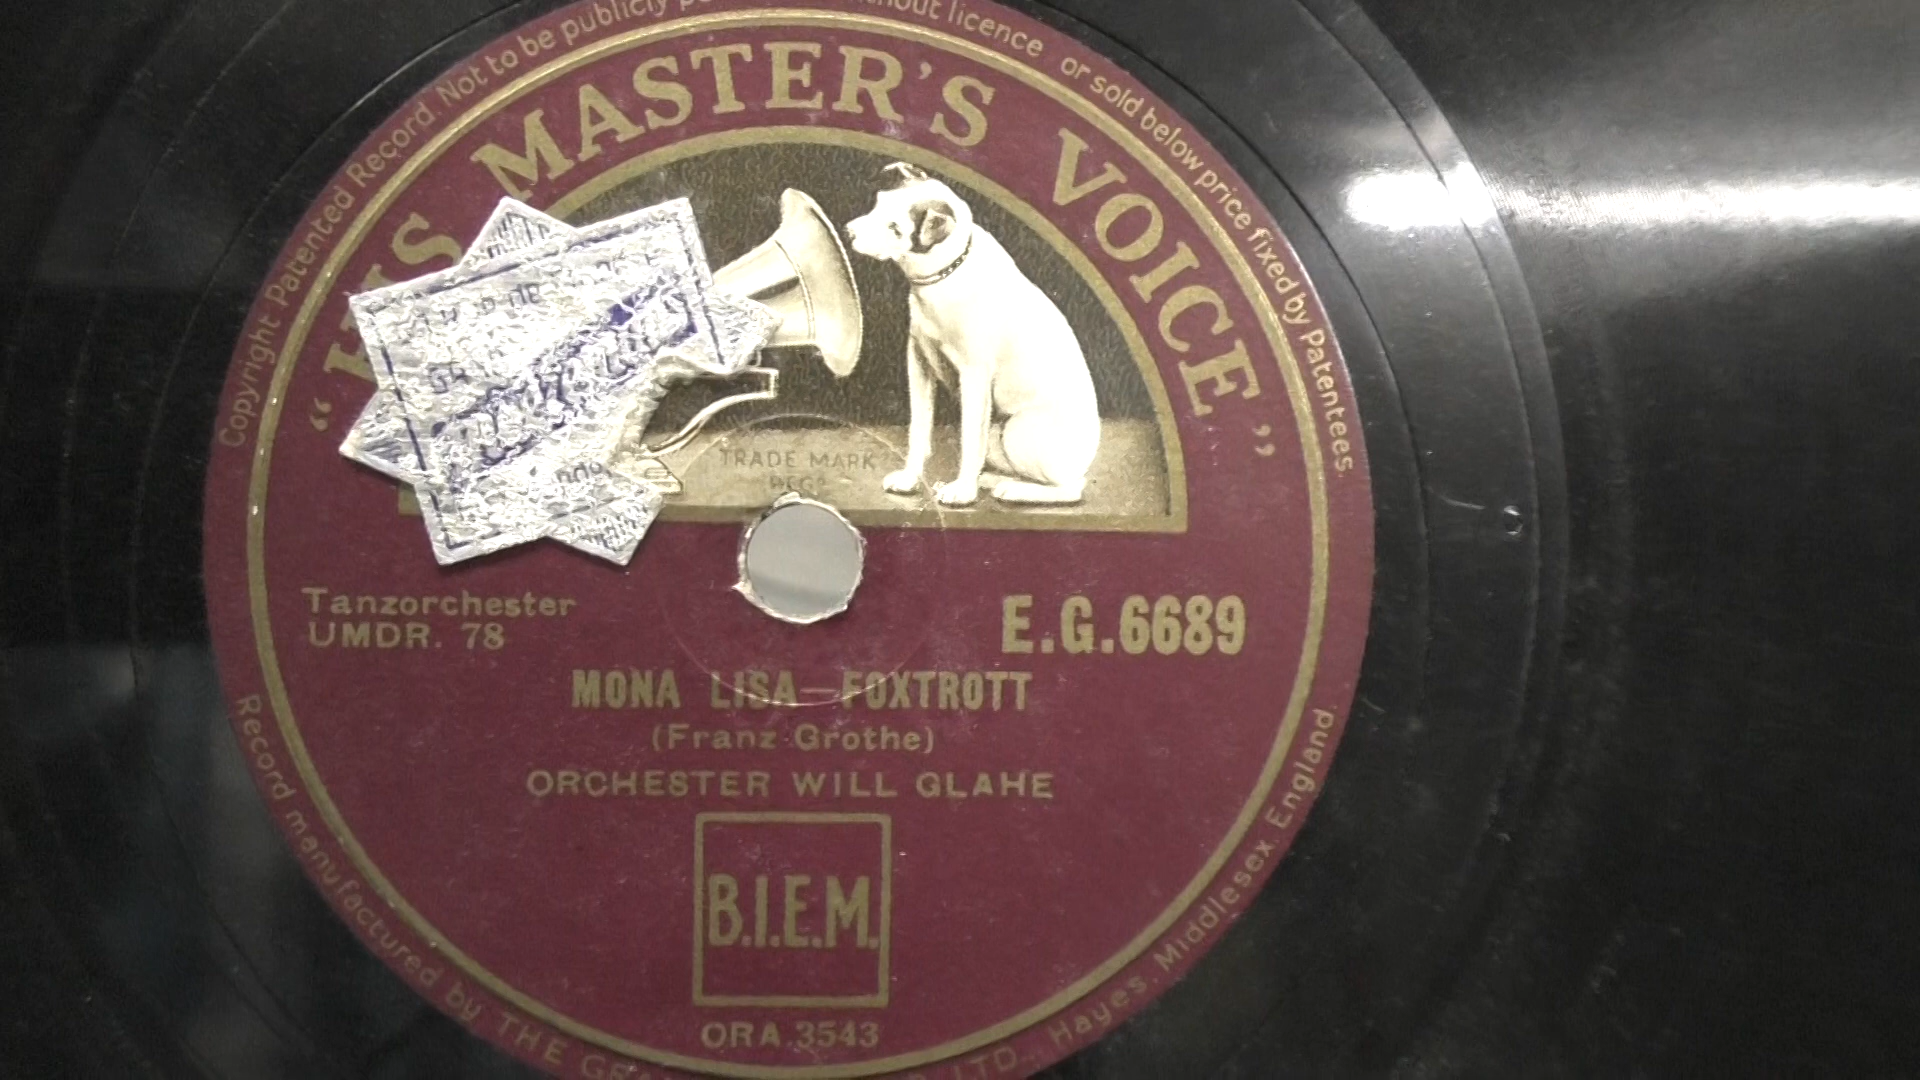 Copyright Patented Record. Not to be publicly licence or sold below price fixed by Patentees.
"HIS MASTER'S VOICE"
TRADE MARK
REGD
Tanzorchester
UMDR. 78
E.G.6689
MONA LISA—FOXTROTT
(Franz Grothe)
ORCHESTER WILL GLAHE
B.I.E.M.
ORA.3543
Record manufactured by THE LTD., Hayes, Middlesex, England.